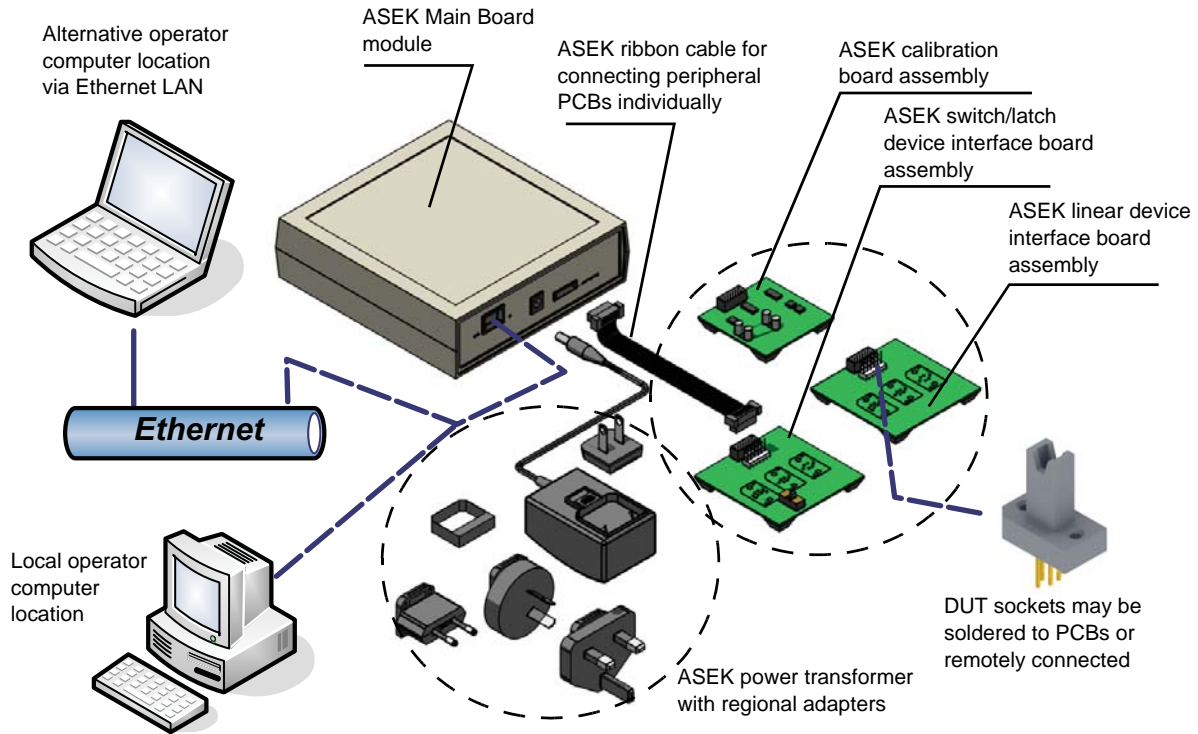 Alternative operator
computer location
via Ethernet LAN
ASEK Main Board
module
ASEK ribbon cable for
connecting peripheral
PCBs individually
ASEK calibration
board assembly
ASEK switch/latch
device interface board
assembly
ASEK linear device
interface board
assembly
Ethernet
Local operator
computer
location
ASEK power transformer
with regional adapters
DUT sockets may be
soldered to PCBs or
remotely connected